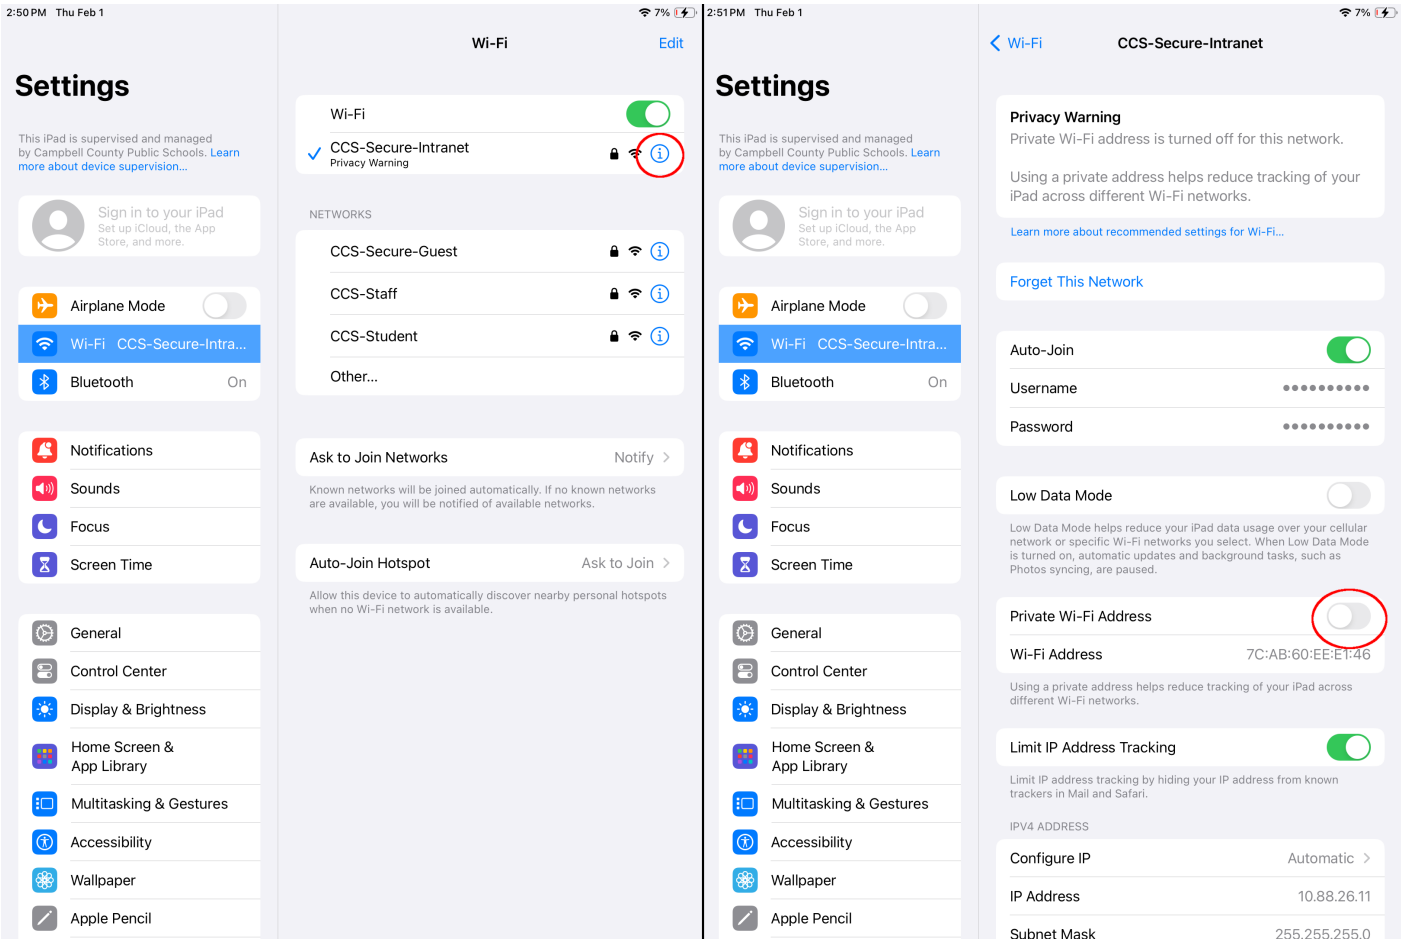 2:50 PM Thu Feb 1
7%
Settings
This iPad is supervised and managed
by Campbell County Public Schools. Learn
more about device supervision...
Sign in to your iPad
Set up iCloud, the App
Store, and more.
Airplane Mode
Wi-Fi CCS-Secure-Intra...
Bluetooth On
Notifications
Sounds
Focus
Screen Time
General
Control Center
Display & Brightness
Home Screen &
App Library
Multitasking & Gestures
Accessibility
Wallpaper
Apple Pencil
Wi-Fi
Edit
Wi-Fi
CCS-Secure-Intranet
Privacy Warning
NETWORKS
CCS-Secure-Guest
CCS-Staff
CCS-Student
Other...
Ask to Join Networks Notify
Known networks will be joined automatically. If no known networks
are available, you will be notified of available networks.
Auto-Join Hotspot Ask to Join
Allow this device to automatically discover nearby personal hotspots
when no Wi-Fi network is available.
2:51 PM Thu Feb 1
7%
Settings
This iPad is supervised and managed
by Campbell County Public Schools. Learn
more about device supervision...
Sign in to your iPad
Set up iCloud, the App
Store, and more.
Airplane Mode
Wi-Fi CCS-Secure-Intra...
Bluetooth On
Notifications
Sounds
Focus
Screen Time
General
Control Center
Display & Brightness
Home Screen &
App Library
Multitasking & Gestures
Accessibility
Wallpaper
Apple Pencil
Wi-Fi
CCS-Secure-Intranet
Privacy Warning
Private Wi-Fi address is turned off for this network.
Using a private address helps reduce tracking of your
iPad across different Wi-Fi networks.
Learn more about recommended settings for Wi-Fi...
Forget This Network
Auto-Join
Username ●●●●●●●●●●
Password ●●●●●●●●●●
Low Data Mode
Low Data Mode helps reduce your iPad data usage over your cellular
network or specific Wi-Fi networks you select. When Low Data Mode
is turned on, automatic updates and background tasks, such as
Photos syncing, are paused.
Private Wi-Fi Address
Wi-Fi Address 7C:AB:60:EE:E1:46
Using a private address helps reduce tracking of your iPad across
different Wi-Fi networks.
Limit IP Address Tracking
Limit IP address tracking by hiding your IP address from known
trackers in Mail and Safari.
IPV4 ADDRESS
Configure IP Automatic
IP Address 10.88.26.11
Subnet Mask 255.255.255.0